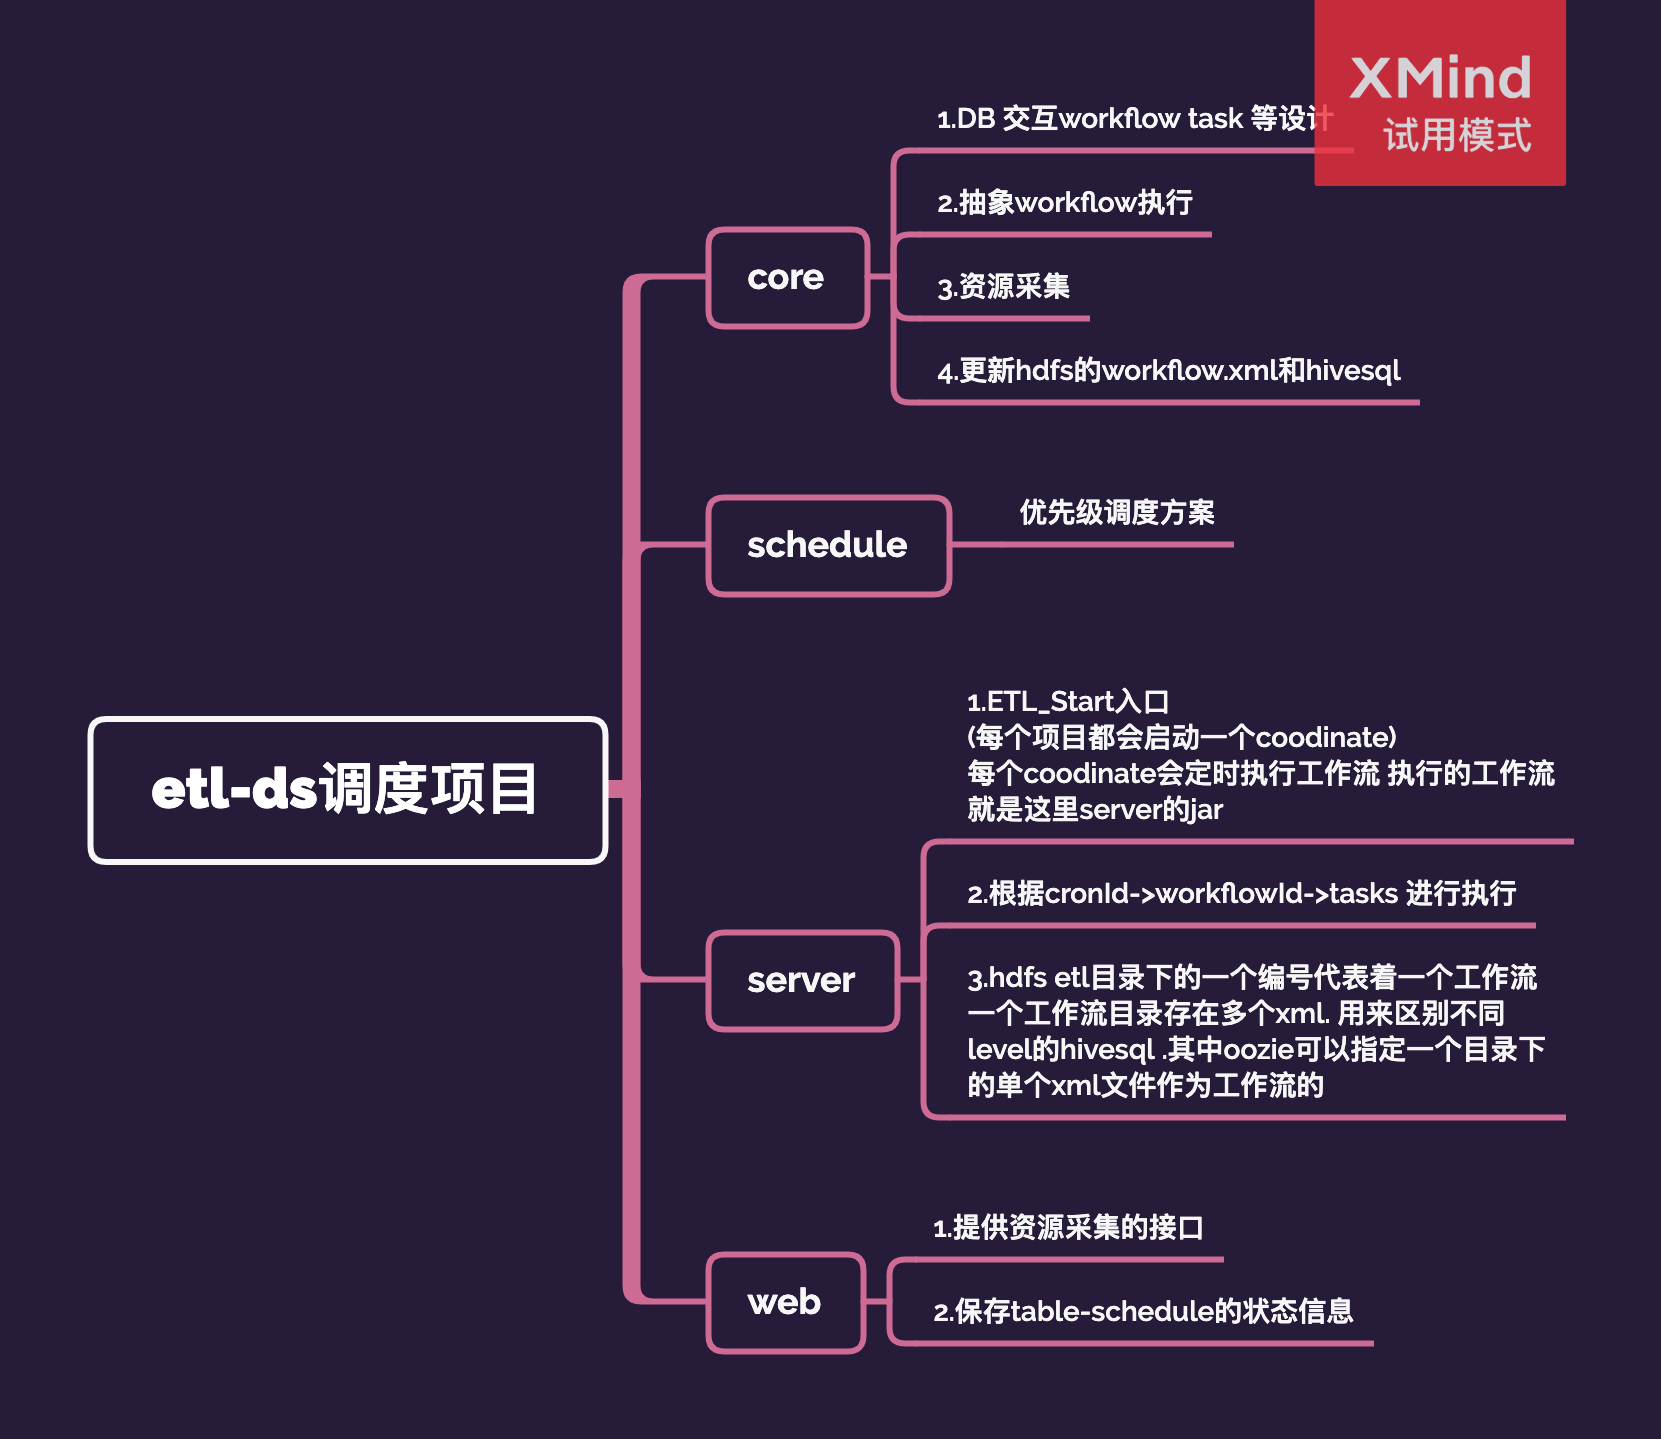 XMind
试用模式
1.DB 交互workflow task 等设计
2.抽象workflow执行
core
3.资源采集
4.更新hdfs的workflow.xml和hivesql
优先级调度方案
schedule
etl-ds调度项目
1.ETL_Start入口
(每个项目都会启动一个coodinate)
每个coodinate会定时执行工作流 执行的工作流
就是这里server的jar
2.根据cronId->workflowId->tasks 进行执行
server
3.hdfs etl目录下的一个编号代表着一个工作流
一个工作流目录存在多个xml. 用来区别不同
level的hivesql .其中oozie可以指定一个目录下
的单个xml文件作为工作流的
1.提供资源采集的接口
web
2.保存table-schedule的状态信息